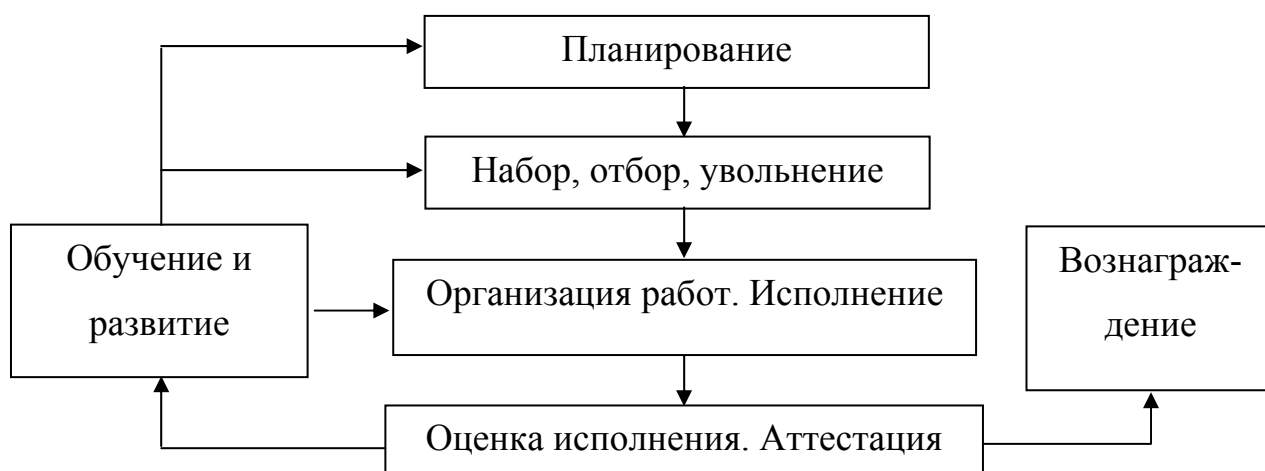 Планирование
Набор, отбор, увольнение
Обучение и
развитие
Организация работ. Исполнение
Вознаграж-
дение
Оценка исполнения. Аттестация